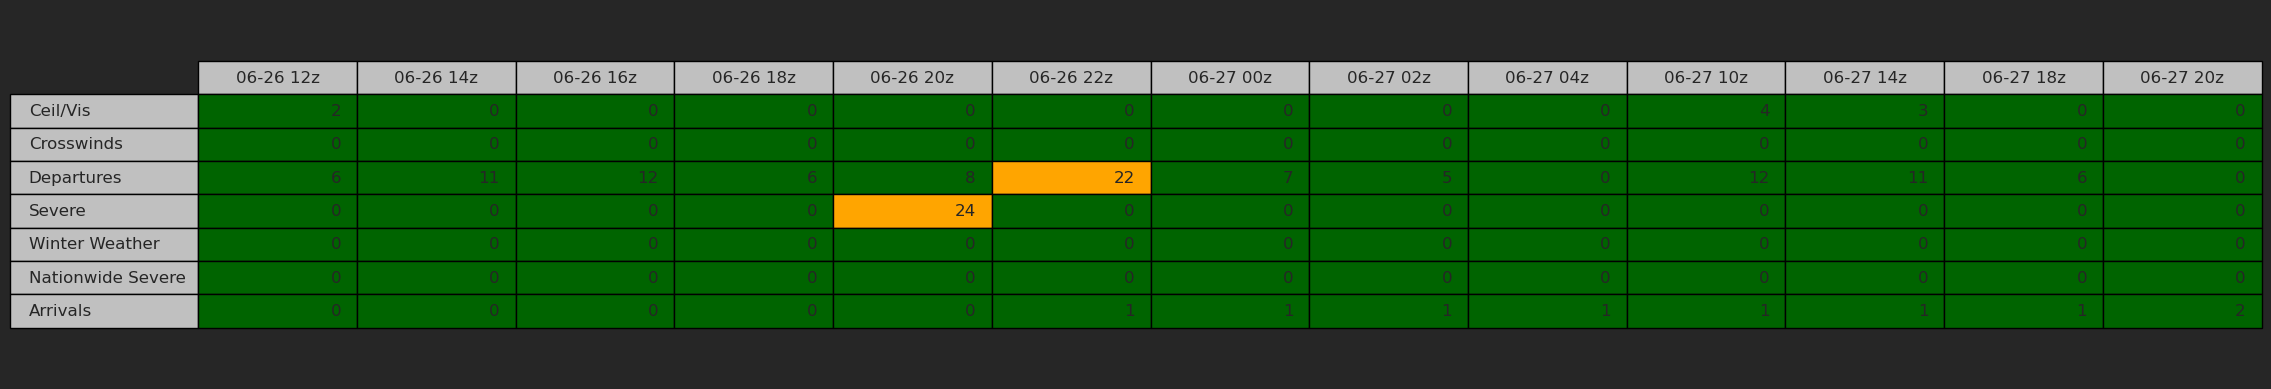 06-26 12z 06-26 14z 06-26 16z 06-26 18z 06-26 20z 06-26 22z 06-27 00z 06-27 02z 06-27 04z 06-27 10z 06-27 14z 06-27 18z 06-27 20z
Ceil/Vis 2 0 0 0 0 0 0 0 0 4 3 0 0
Crosswinds 0 0 0 0 0 0 0 0 0 0 0 0 0
Departures 6 11 12 6 8 22 7 5 0 12 11 6 0
Severe 0 0 0 0 24 0 0 0 0 0 0 0 0
Winter Weather 0 0 0 0 0 0 0 0 0 0 0 0 0
Nationwide Severe 0 0 0 0 0 0 0 0 0 0 0 0 0
Arrivals 0 0 0 0 0 1 1 1 1 1 1 1 2